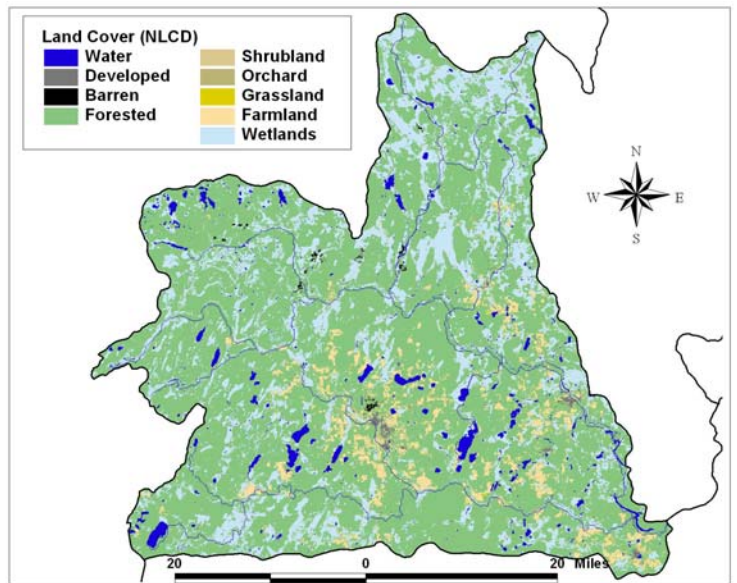 Land Cover (NLCD)
Water
Developed
Barren
Forested
Shrubland
Orchard
Grassland
Farmland
Wetlands
N
W E
S
20 0 20 Miles